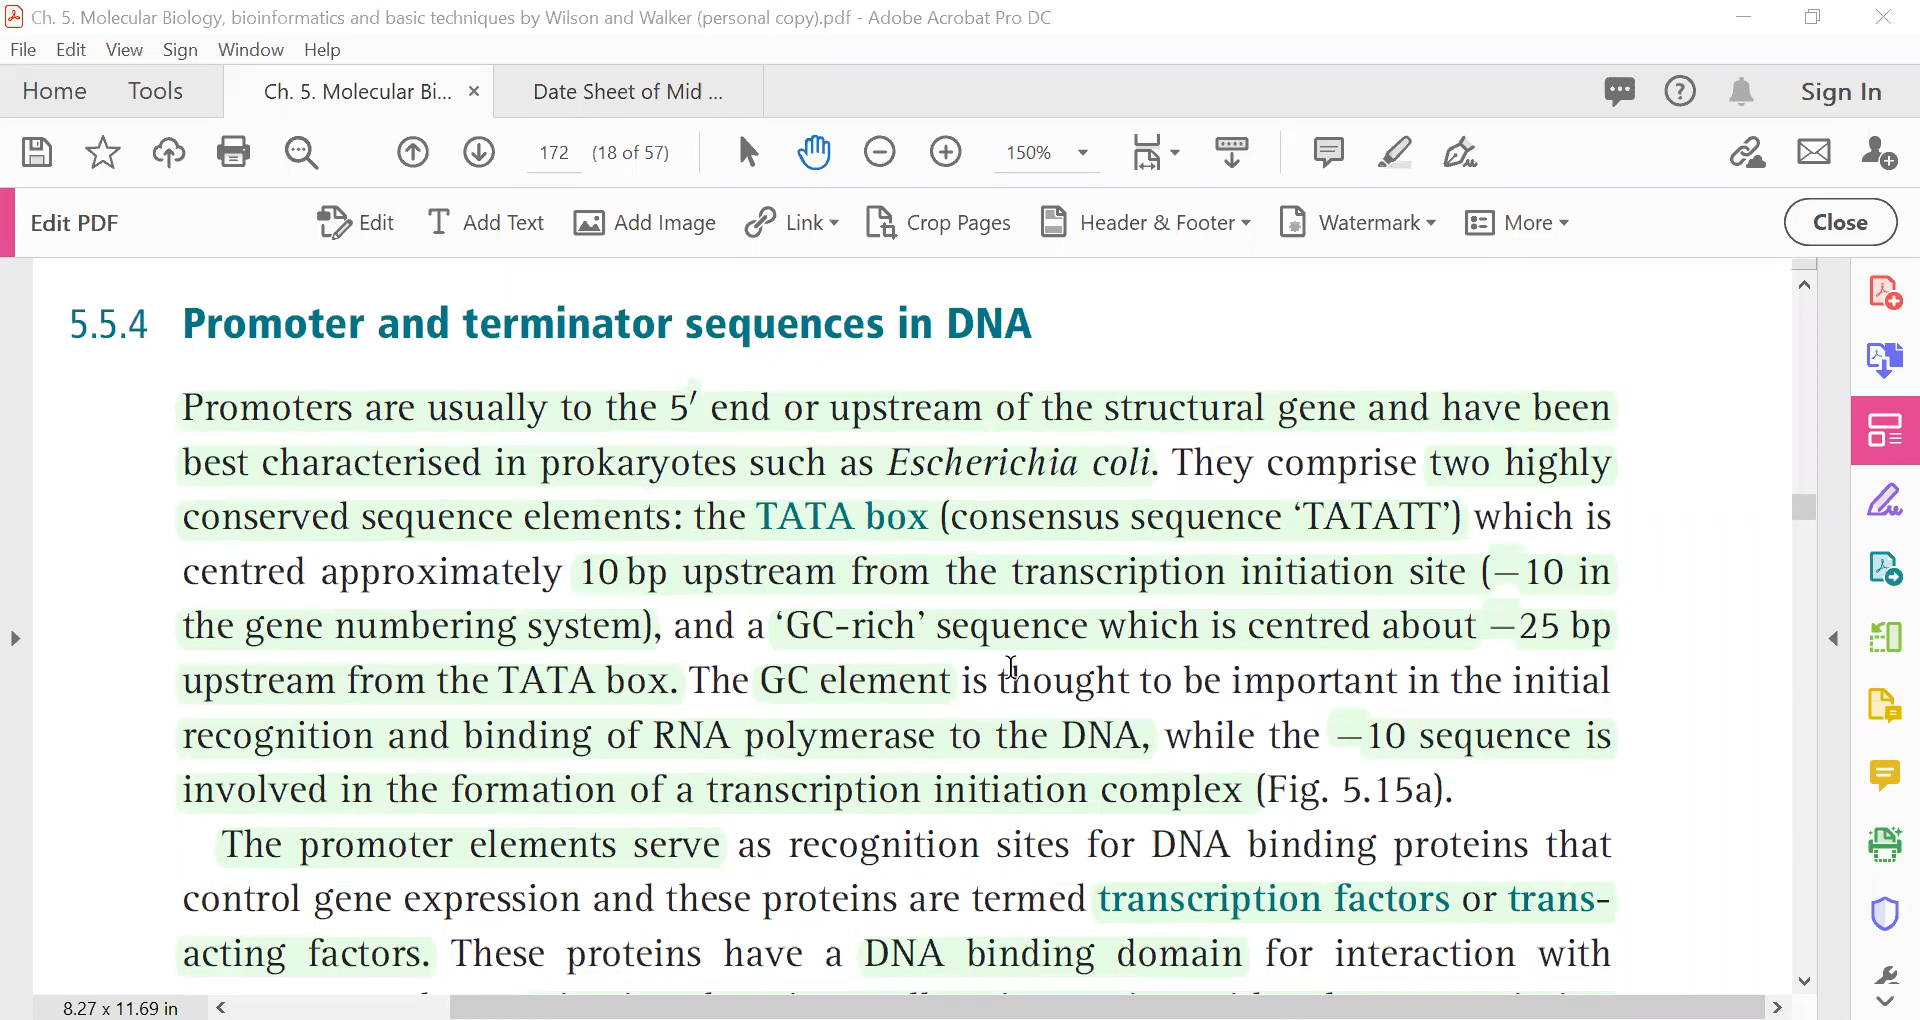 Ch. 5. Molecular Biology, bioinformatics and basic techniques by Wilson and Walker (personal copy).pdf - Adobe Acrobat Pro DC
File Edit View Sign Window Help
Home Tools Ch. 5. Molecular Bi... × Date Sheet of Mid ... Sign In
172 (18 of 57) 150%
Edit PDF Edit Add Text Add Image Link Crop Pages Header & Footer Watermark More Close
5.5.4 Promoter and terminator sequences in DNA
Promoters are usually to the 5′ end or upstream of the structural gene and have been
best characterised in prokaryotes such as Escherichia coli. They comprise two highly
conserved sequence elements: the TATA box (consensus sequence ‘TATATT’) which is
centred approximately 10 bp upstream from the transcription initiation site (−10 in
the gene numbering system), and a ‘GC-rich’ sequence which is centred about −25 bp
upstream from the TATA box. The GC element is thought to be important in the initial
recognition and binding of RNA polymerase to the DNA, while the −10 sequence is
involved in the formation of a transcription initiation complex (Fig. 5.15a).
The promoter elements serve as recognition sites for DNA binding proteins that
control gene expression and these proteins are termed transcription factors or trans-
acting factors. These proteins have a DNA binding domain for interaction with
8.27 x 11.69 in